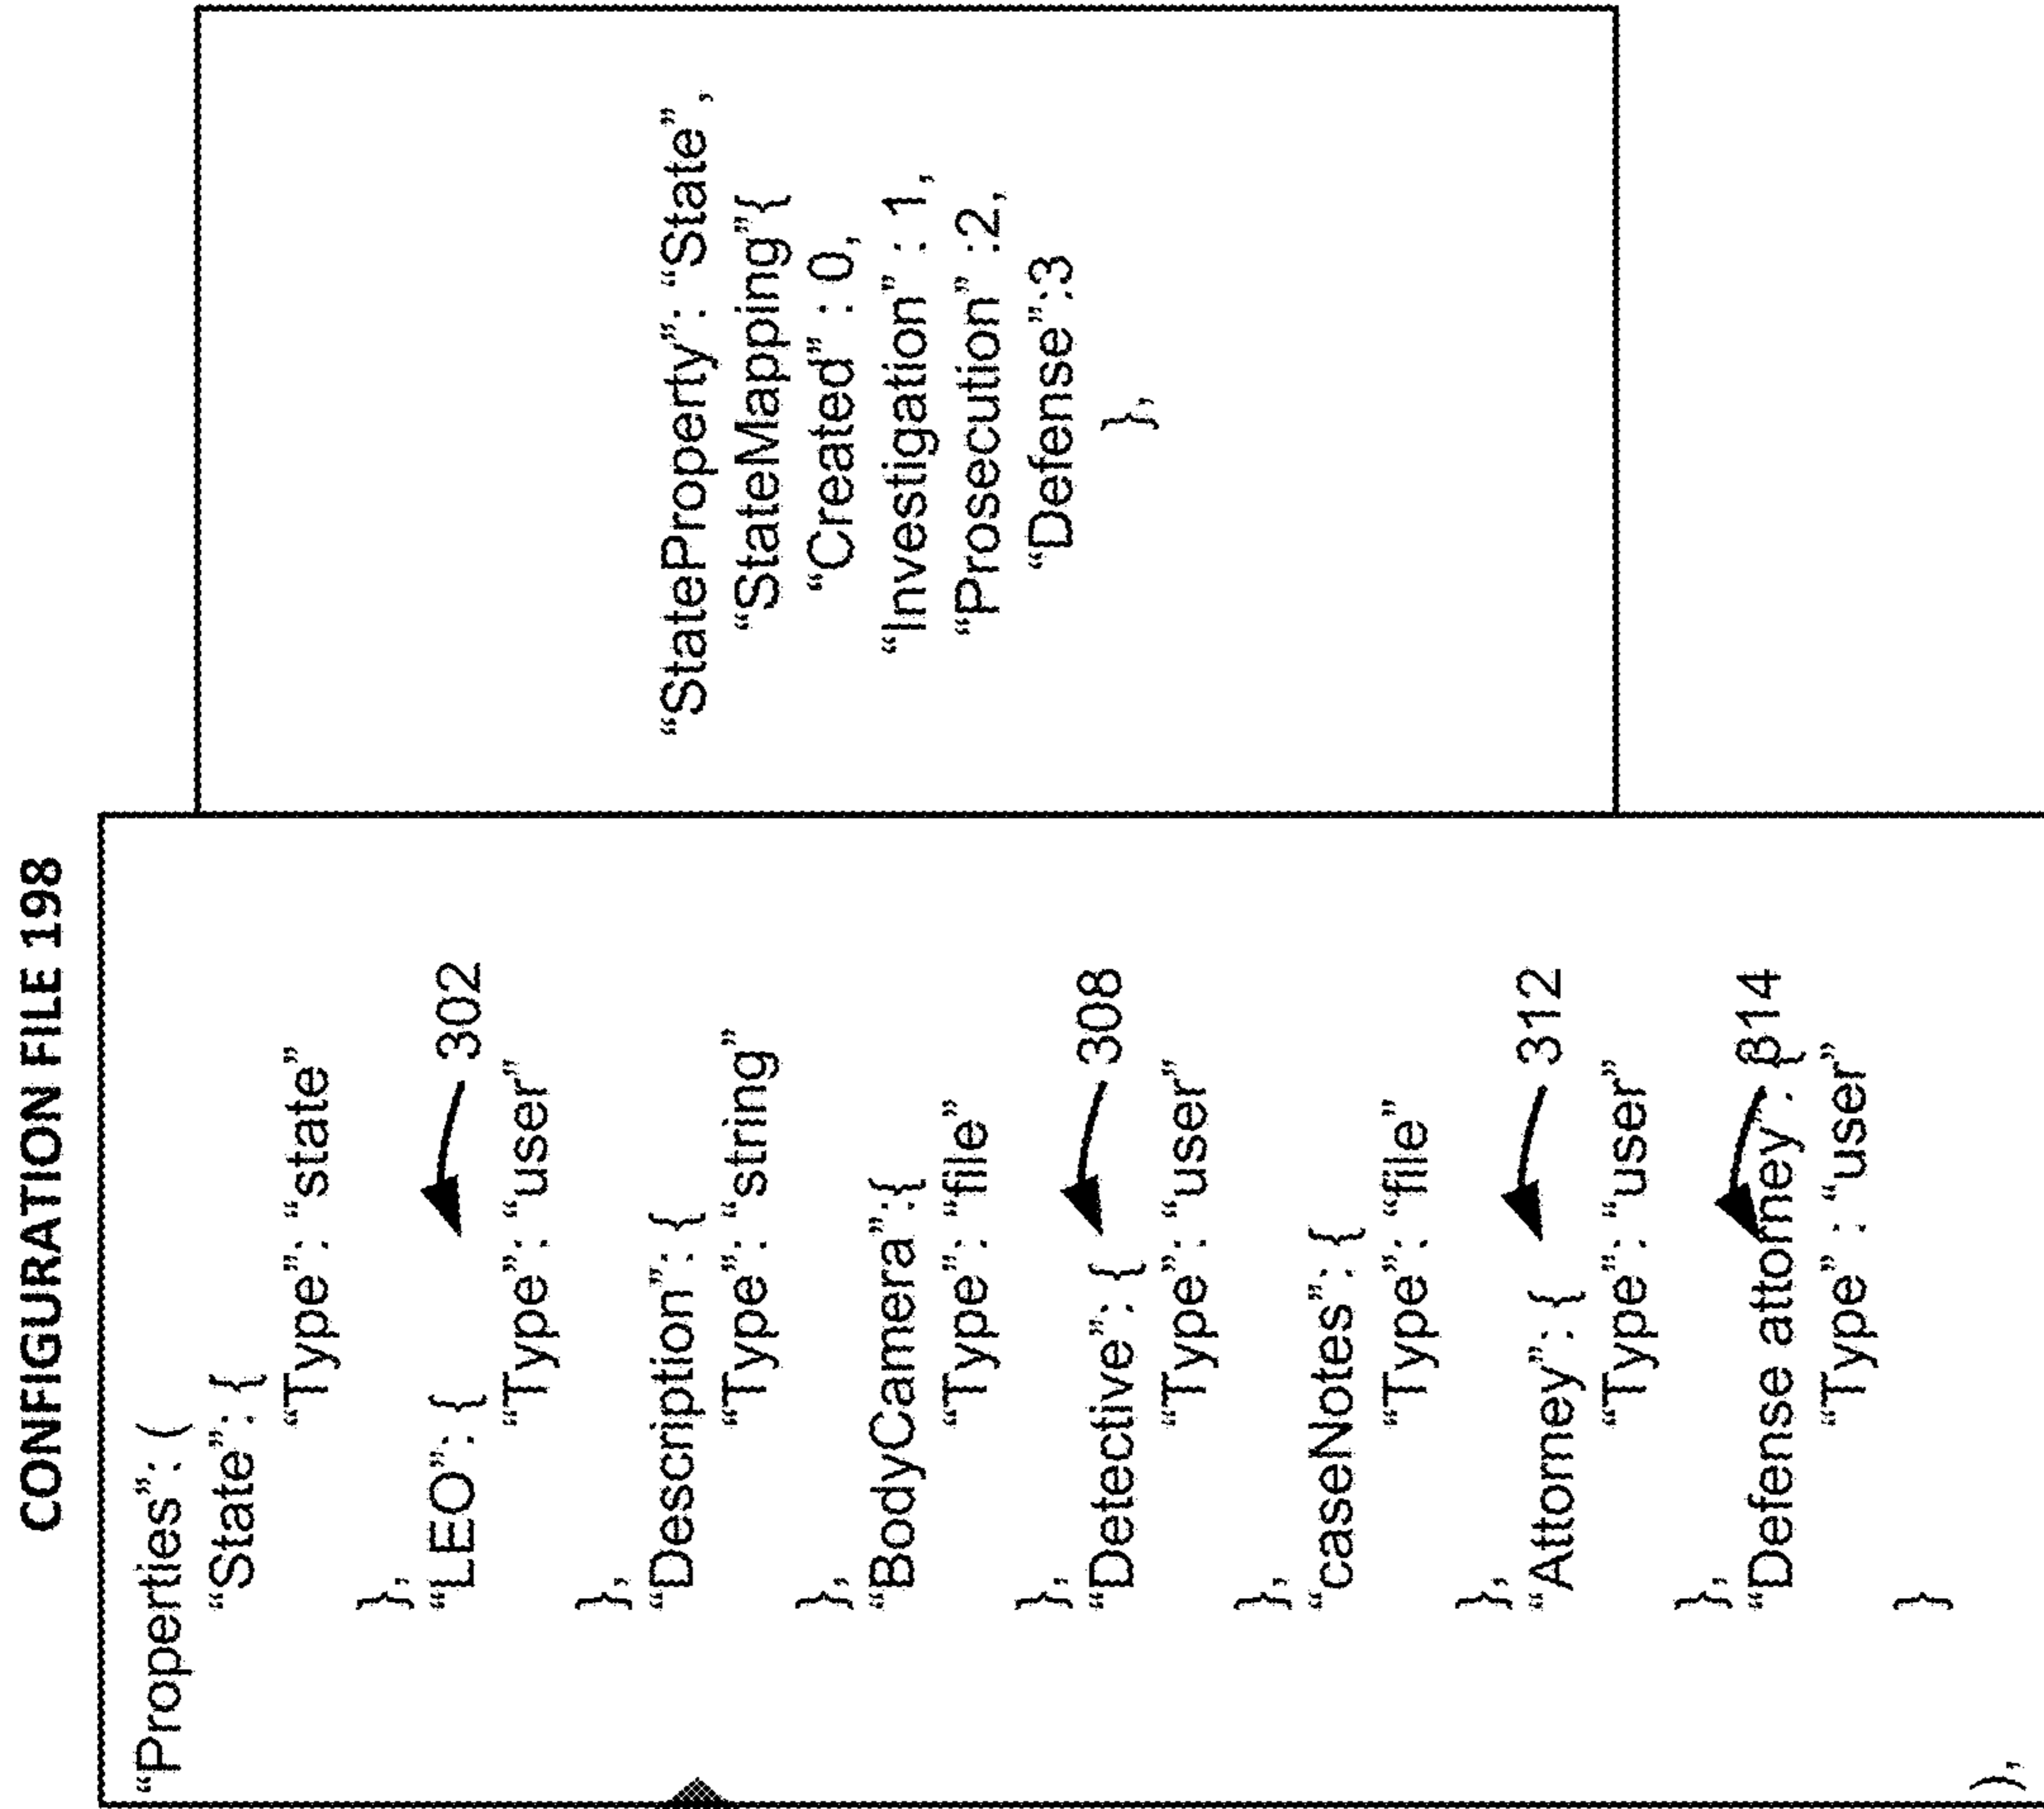 CONFIGURATION FILE 198
“Properties”: (
“State”: {
“Type”: “state”
},
“LEO”: {
302
“Type”: “user”
},
“Description”: {
“Type”: “string”
},
“BodyCamera”:{
“Type”: “file”
},
“Detective”: {
308
“Type”: “user”
},
“caseNotes”: {
“Type”: “file”
},
“Attorney”: {
312
“Type”: “user”
},
“Defense attorney”: {
314
“Type” : “user”
}
),
“StateProperty”: “State”,
“StateMapping”{
“Created” : 0,
“Investigation” : 1,
“Prosecution” :2,
“Defense”:3
},